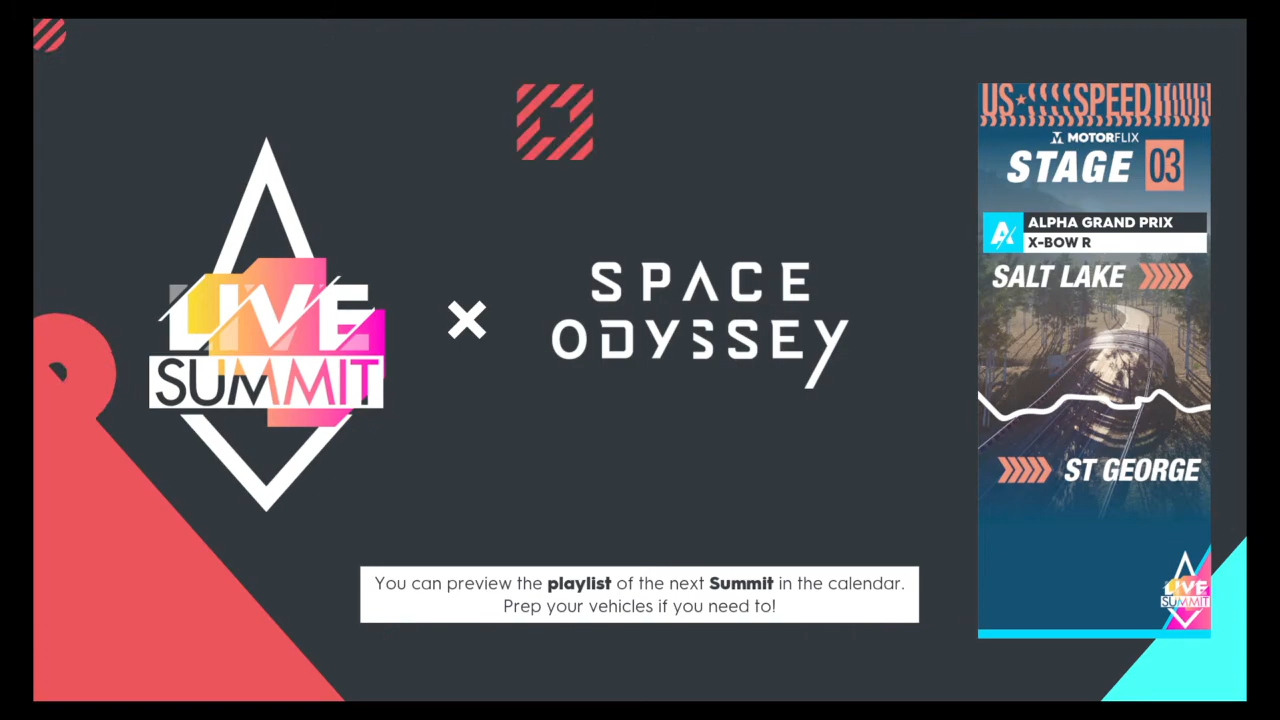 LIVE
SUMMIT
×
SPACE
ODYSSEY
You can preview the playlist of the next Summit in the calendar.
Prep your vehicles if you need to!
US SPEED TOUR
MOTORFLIX
STAGE 03
ALPHA GRAND PRIX
X-BOW R
SALT LAKE
ST GEORGE
LIVE
SUMMIT